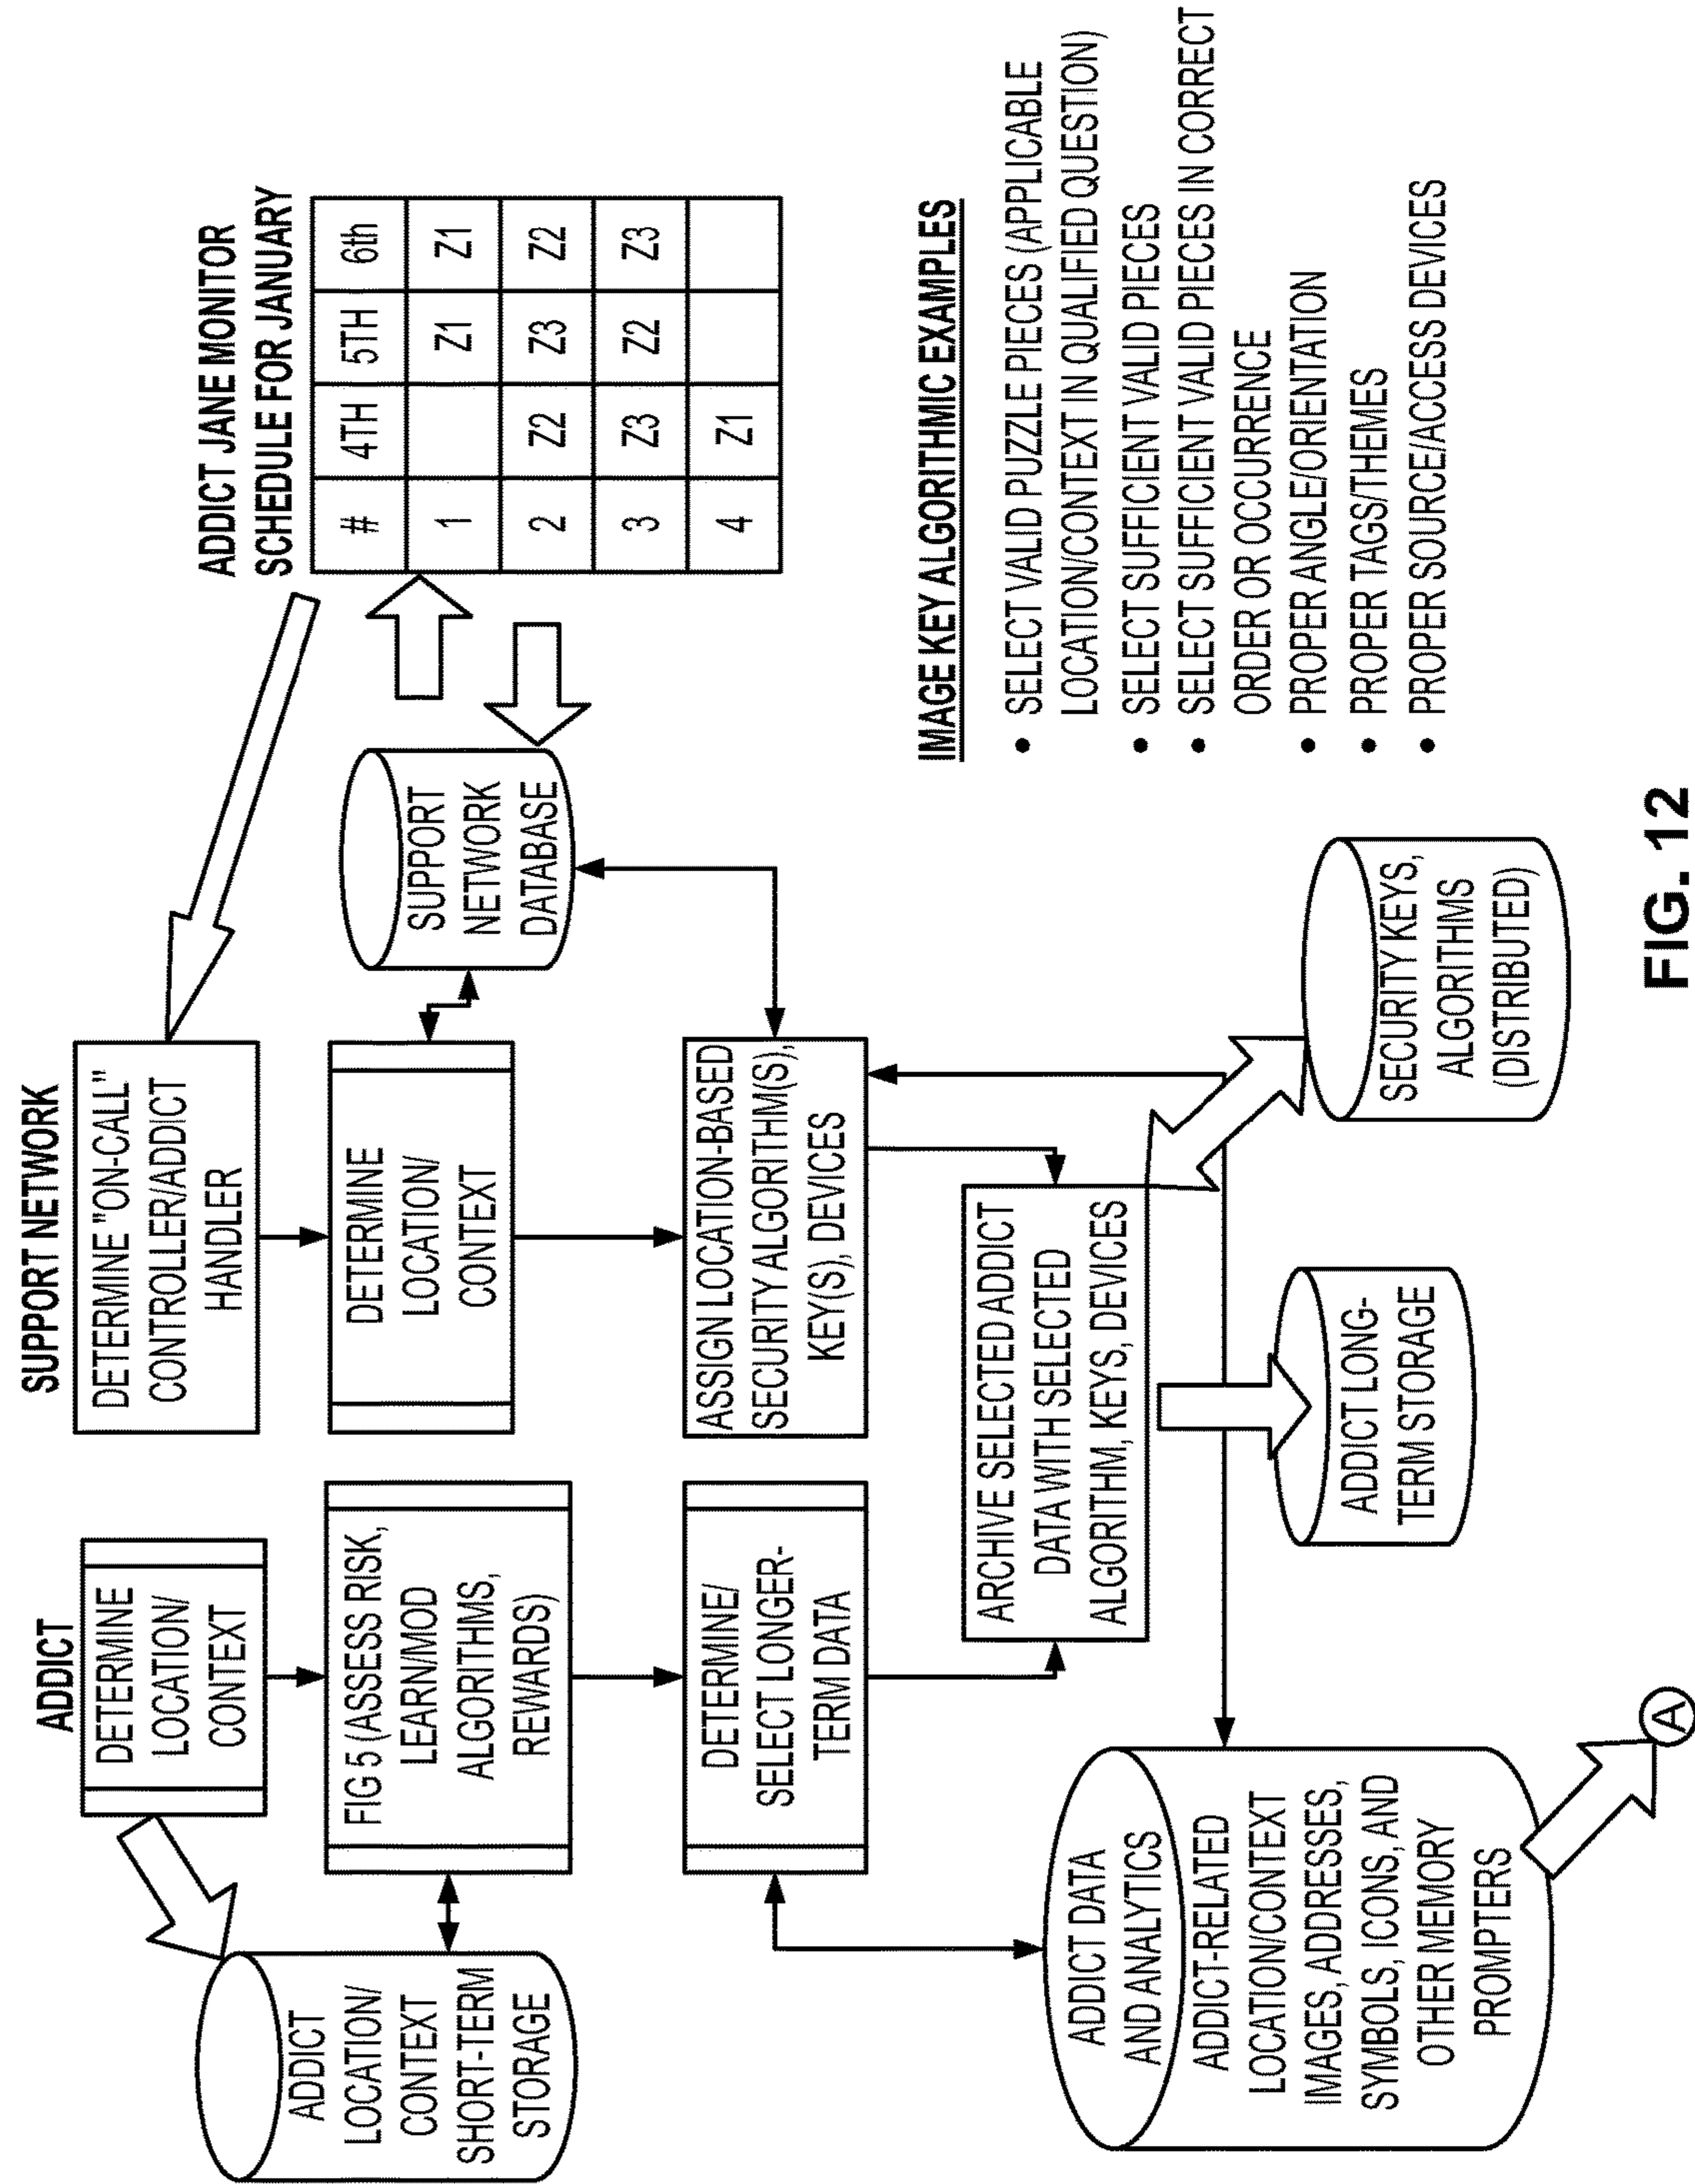 ADDICT
DETERMINE
LOCATION/
CONTEXT
ADDICT
LOCATION/
CONTEXT
SHORT-TERM
STORAGE
FIG 5 (ASSESS RISK,
LEARN/MOD
ALGORITHMS,
REWARDS)
DETERMINE/
SELECT LONGER-
TERM DATA
ADDICT DATA
AND ANALYTICS
ADDICT-RELATED
LOCATION/CONTEXT
IMAGES, ADDRESSES,
SYMBOLS, ICONS, AND
OTHER MEMORY
PROMPTERS
A
SUPPORT NETWORK
DETERMINE "ON-CALL"
CONTROLLER/ADDICT
HANDLER
DETERMINE
LOCATION/
CONTEXT
SUPPORT
NETWORK
DATABASE
ASSIGN LOCATION-BASED
SECURITY ALGORITHM(S),
KEY(S), DEVICES
ARCHIVE SELECTED ADDICT
DATA WITH SELECTED
ALGORITHM, KEYS, DEVICES
ADDICT LONG-
TERM STORAGE
SECURITY KEYS,
ALGORITHMS
(DISTRIBUTED)
ADDICT JANE MONITOR
SCHEDULE FOR JANUARY
# 4TH 5TH 6th
1 Z1 Z1
2 Z2 Z3 Z2
3 Z3 Z2 Z3
4 Z1
IMAGE KEY ALGORITHMIC EXAMPLES
• SELECT VALID PUZZLE PIECES (APPLICABLE
LOCATION/CONTEXT IN QUALIFIED QUESTION)
• SELECT SUFFICIENT VALID PIECES
• SELECT SUFFICIENT VALID PIECES IN CORRECT
ORDER OR OCCURRENCE
• PROPER ANGLE/ORIENTATION
• PROPER TAGS/THEMES
• PROPER SOURCE/ACCESS DEVICES
FIG. 12